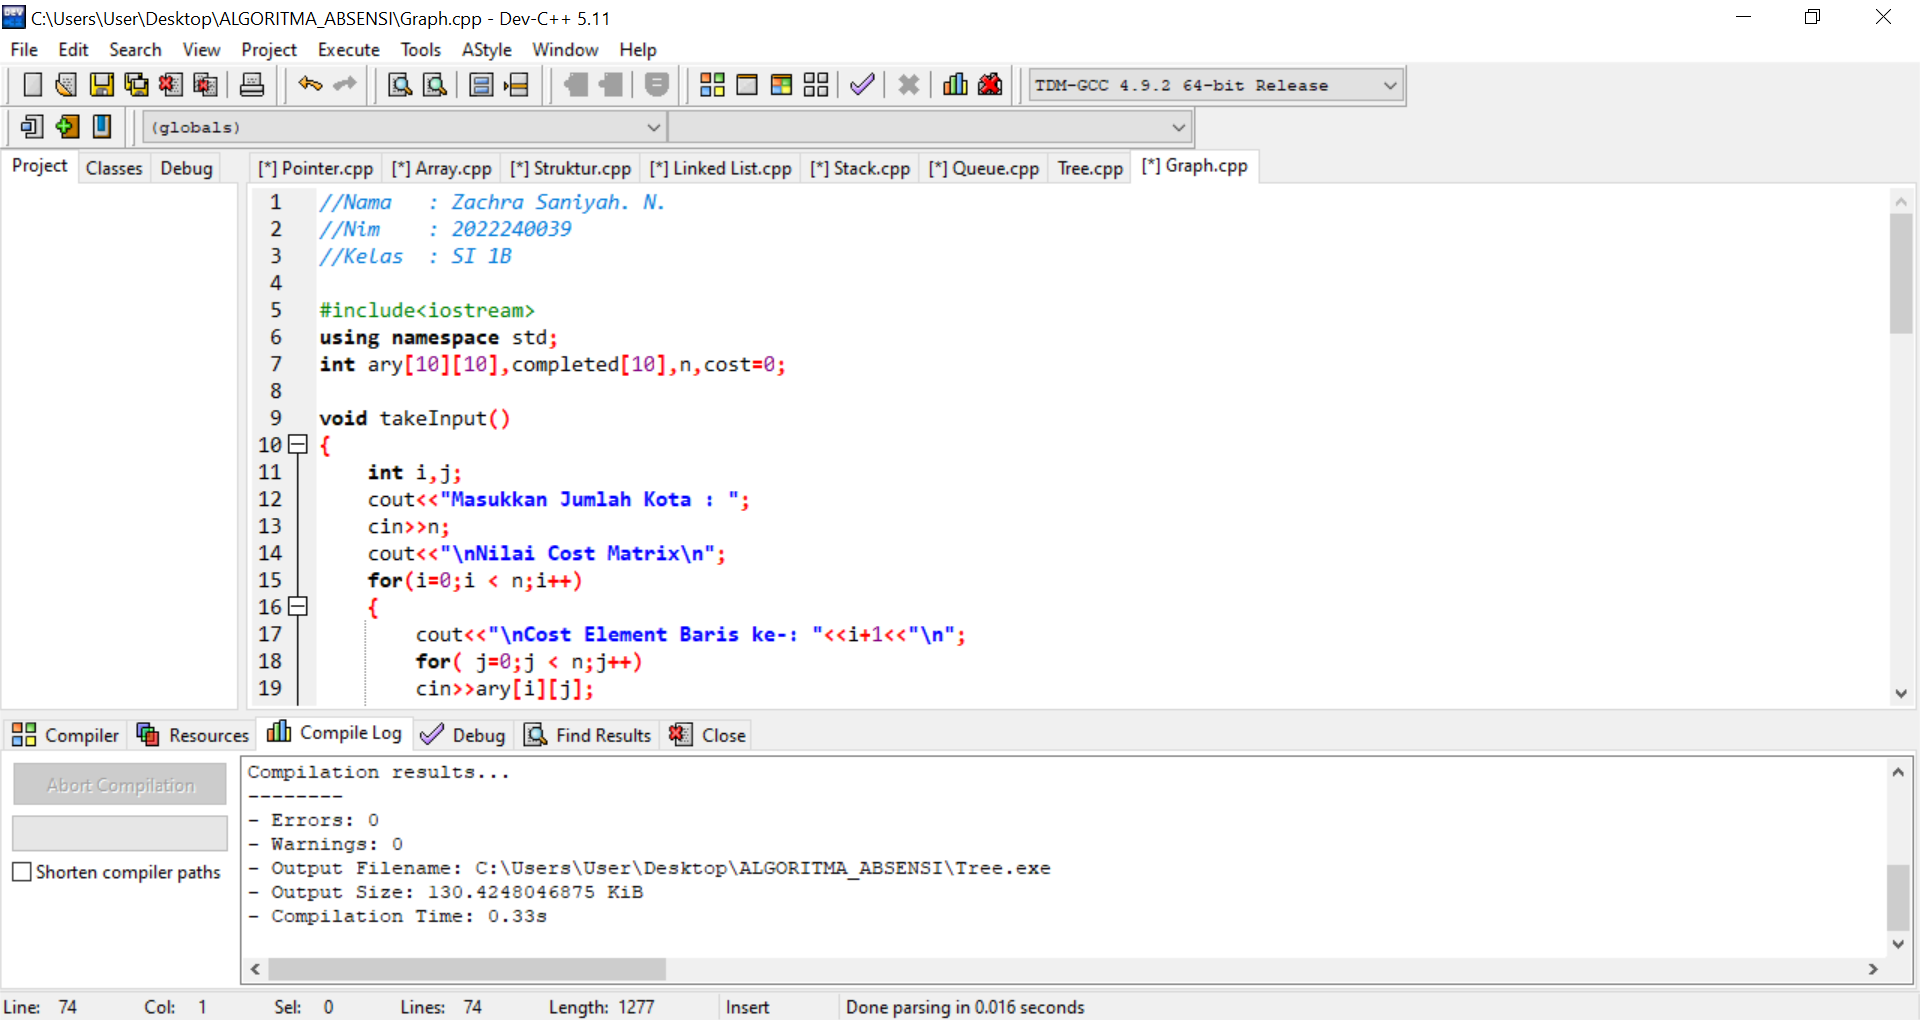 C:\Users\User\Desktop\ALGORITMA_ABSENSI\Graph.cpp - Dev-C++ 5.11
File Edit Search View Project Execute Tools AStyle Window Help
TDM-GCC 4.9.2 64-bit Release
(globals)
Project Classes Debug [*] Pointer.cpp [*] Array.cpp [*] Struktur.cpp [*] Linked List.cpp [*] Stack.cpp [*] Queue.cpp Tree.cpp [*] Graph.cpp
1 //Nama   : Zachra Saniyah. N.
2 //Nim    : 2022240039
3 //Kelas  : SI 1B
4
5 #include<iostream>
6 using namespace std;
7 int ary[10][10],completed[10],n,cost=0;
8
9 void takeInput()
10 {
11     int i,j;
12     cout<<"Masukkan Jumlah Kota : ";
13     cin>>n;
14     cout<<"\nNilai Cost Matrix\n";
15     for(i=0;i < n;i++)
16     {
17         cout<<"\nCost Element Baris ke-: "<<i+1<<"\n";
18         for( j=0;j < n;j++)
19         cin>>ary[i][j];
Compiler Resources Compile Log Debug Find Results Close
Abort Compilation
Shorten compiler paths
Compilation results...
--------
- Errors: 0
- Warnings: 0
- Output Filename: C:\Users\User\Desktop\ALGORITMA_ABSENSI\Tree.exe
- Output Size: 130.4248046875 KiB
- Compilation Time: 0.33s
Line: 74 Col: 1 Sel: 0 Lines: 74 Length: 1277 Insert Done parsing in 0.016 seconds